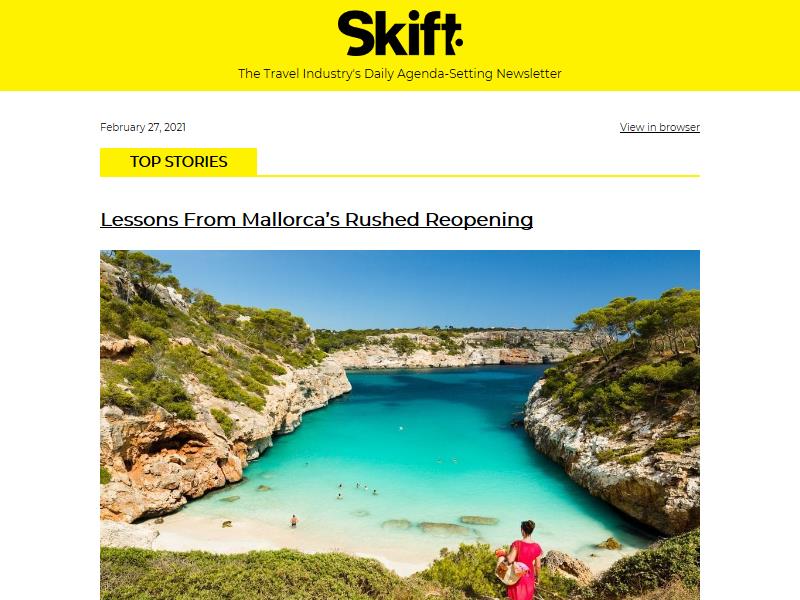 Skift
The Travel Industry's Daily Agenda-Setting Newsletter
February 27, 2021
View in browser
TOP STORIES
Lessons From Mallorca’s Rushed Reopening